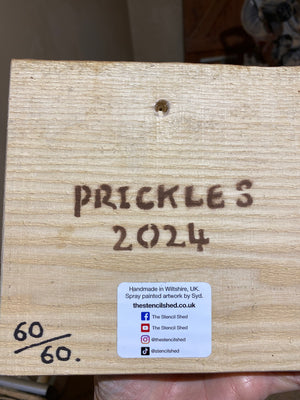 PRICKLES
2024
Handmade in Wiltshire, UK.
Spray painted artwork by Syd.
thestencilshed.co.uk
The Stencil Shed
The Stencil Shed
@thestencilshed
@stencilshed
60/60.